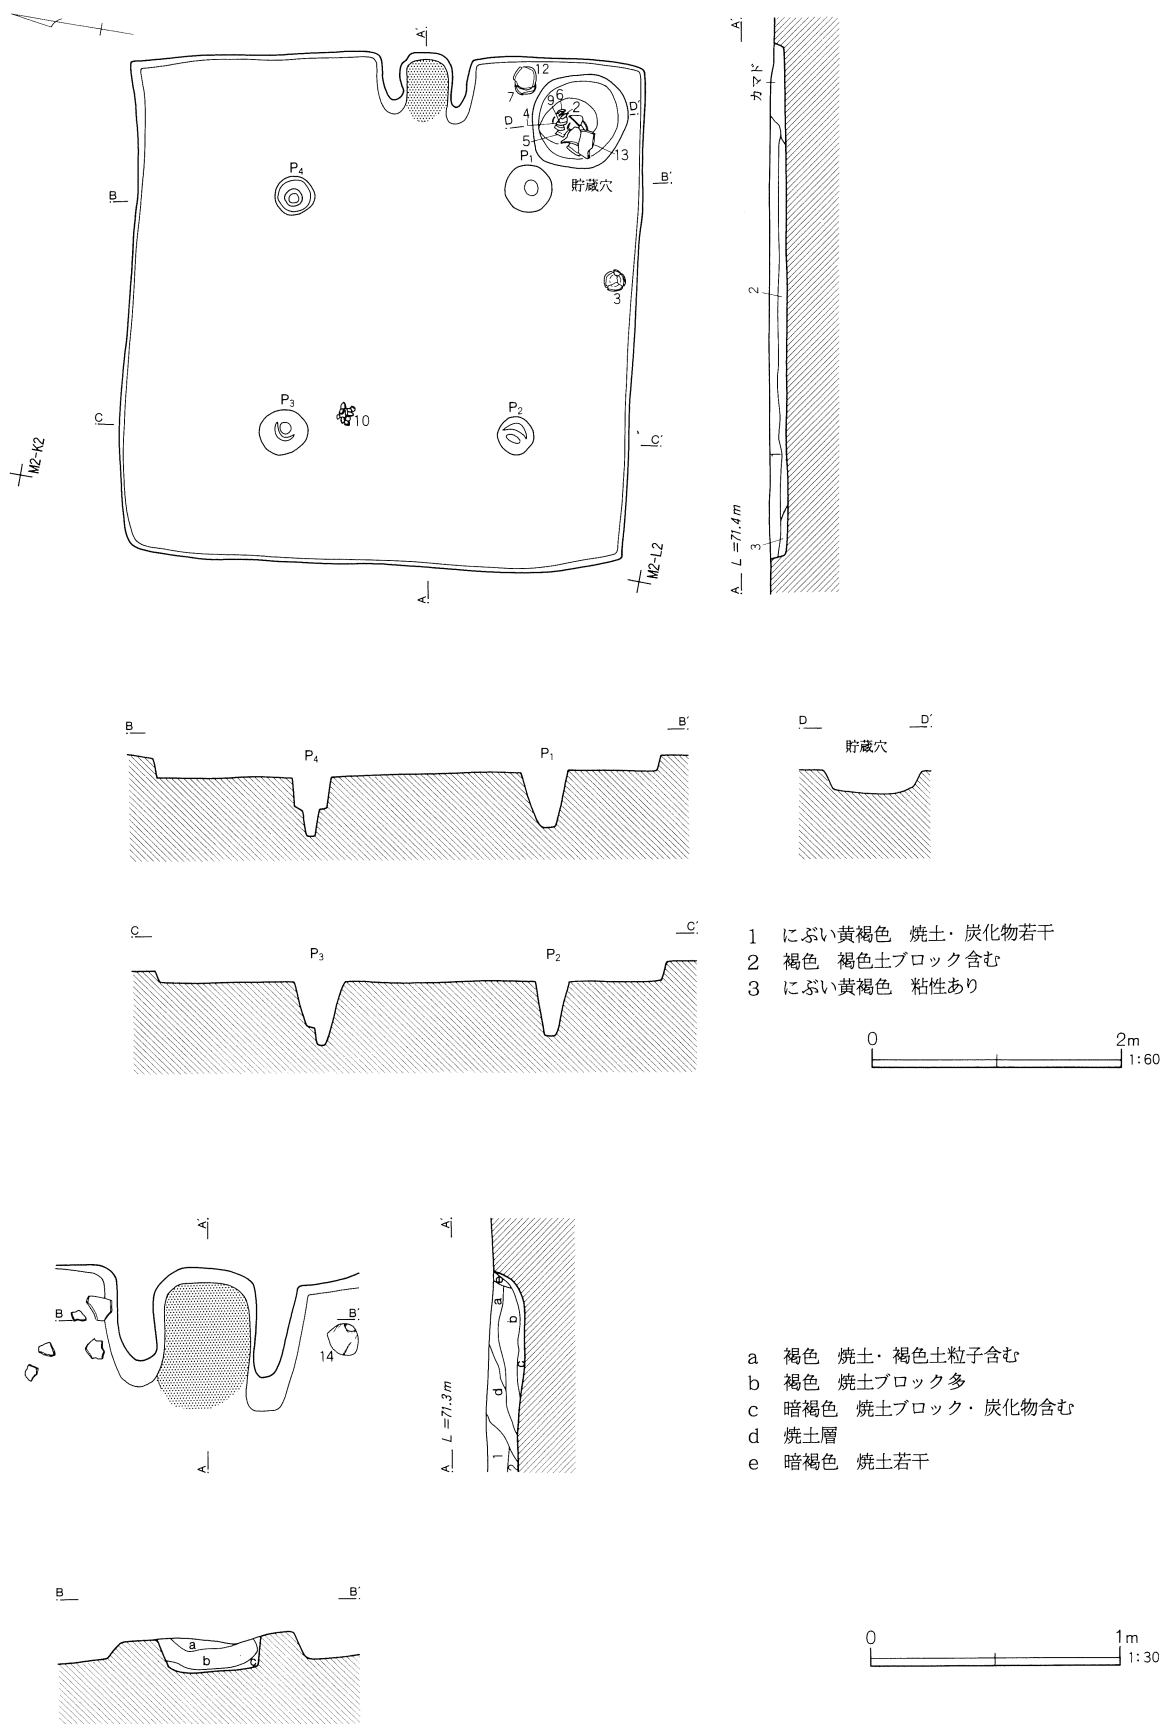 A′
12
7
9 6
4
2
D
D′
5
13
P1
貯蔵穴
P4
B
B′
3
P3
10
P2
C
C′
M2-K2
M2-L2
A
A′
カマド
2
1
3
A L=71.4m
B
B′
P4
P1
D
D′
貯蔵穴
C
C′
P3
P2
1 にぶい黄褐色 焼土・炭化物若干
2 褐色 褐色土ブロック含む
3 にぶい黄褐色 粘性あり
0 2m
1:60
A′
B
B′
14
A
A′
e
a
b
c
d
1
2
A L=71.3m
a 褐色 焼土・褐色土粒子含む
b 褐色 焼土ブロック多
c 暗褐色 焼土ブロック・炭化物含む
d 焼土層
e 暗褐色 焼土若干
B
B′
a
b
c
0 1m
1:30